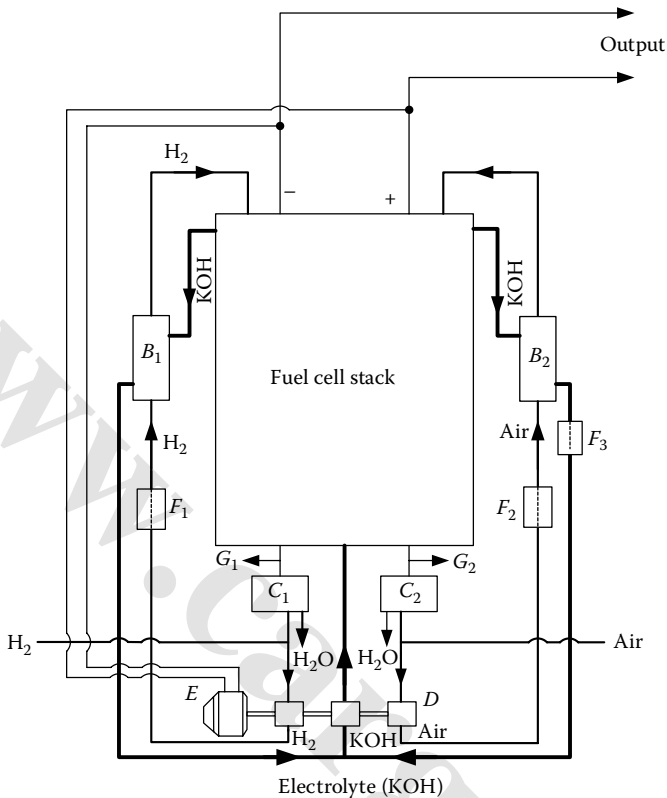 Output
H₂
−
+
KOH
KOH
B₁
B₂
Fuel cell stack
H₂
Air
F₃
F₁
F₂
G₁
G₂
C₁
C₂
H₂
H₂O
H₂O
Air
E
D
H₂
KOH
Air
Electrolyte (KOH)